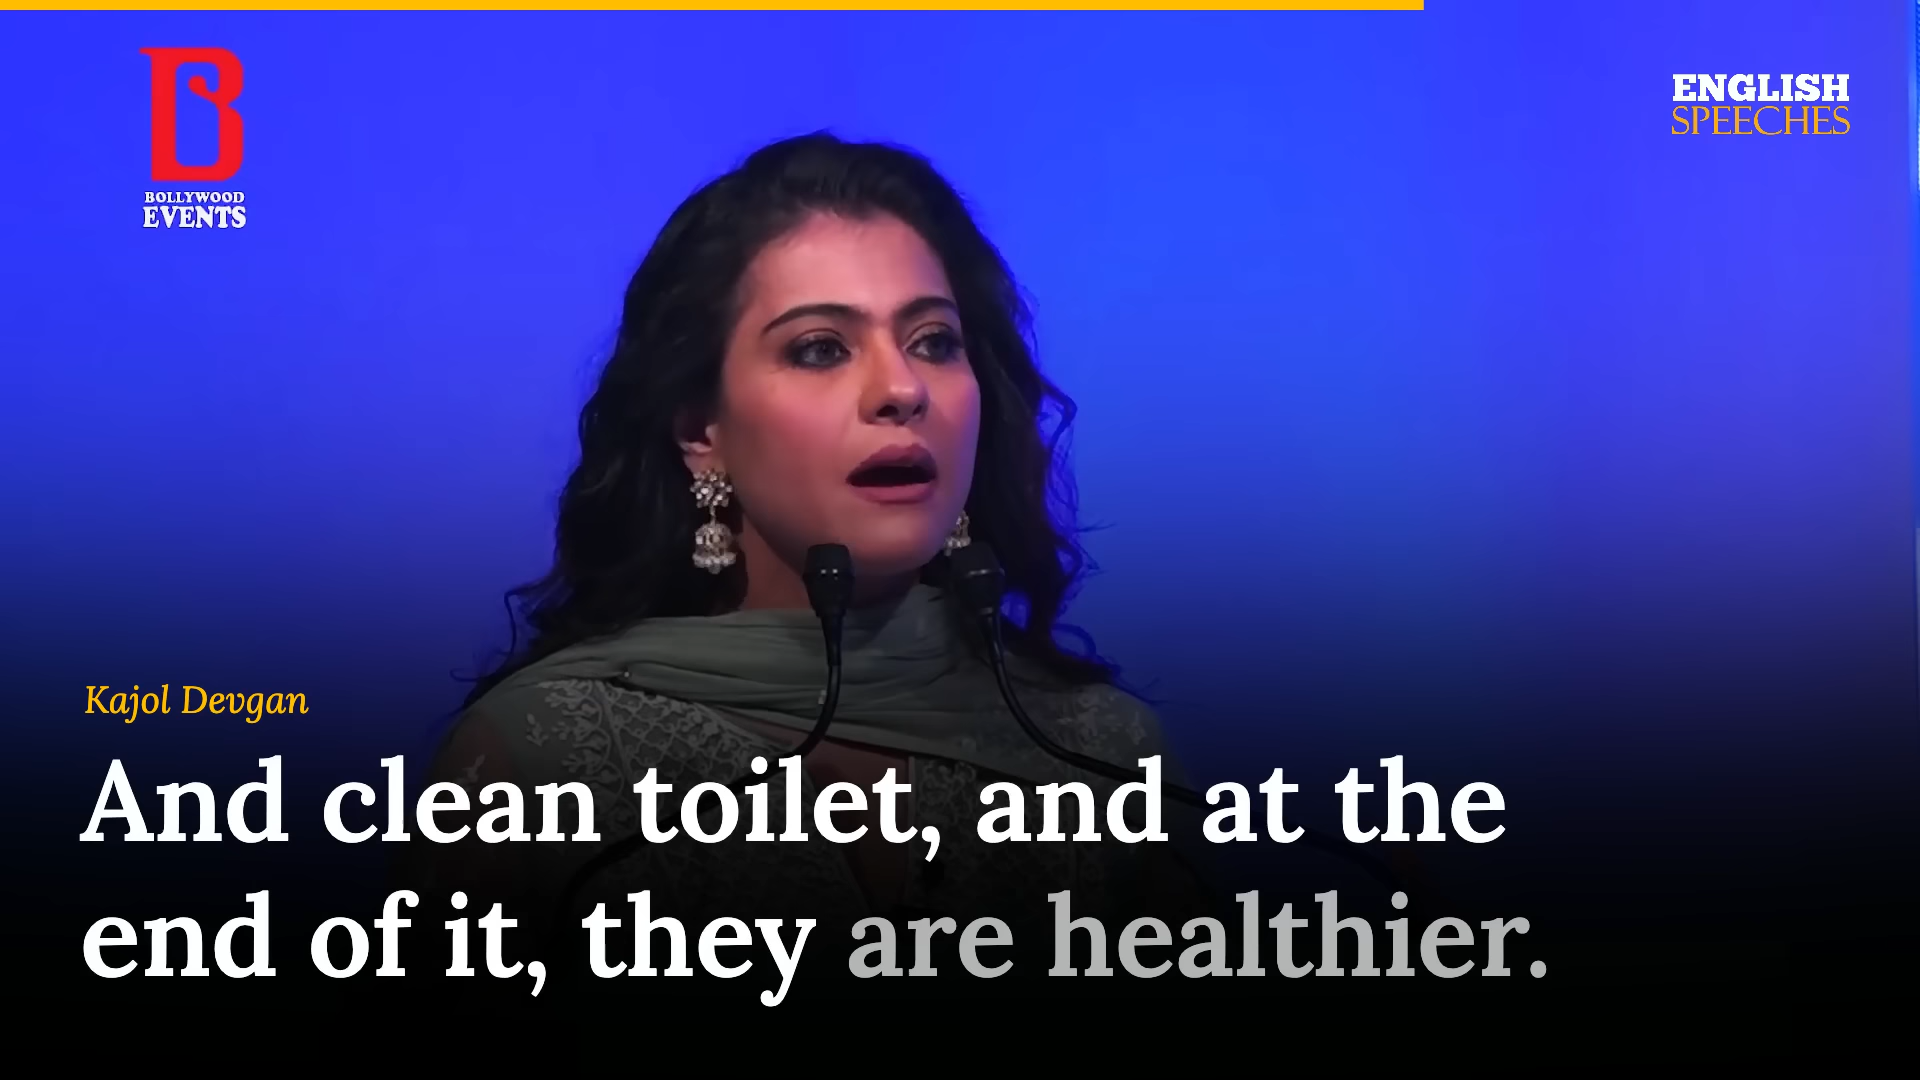 BOLLYWOOD
EVENTS
ENGLISH
SPEECHES
Kajol Devgan
And clean toilet, and at the
end of it, they are healthier.